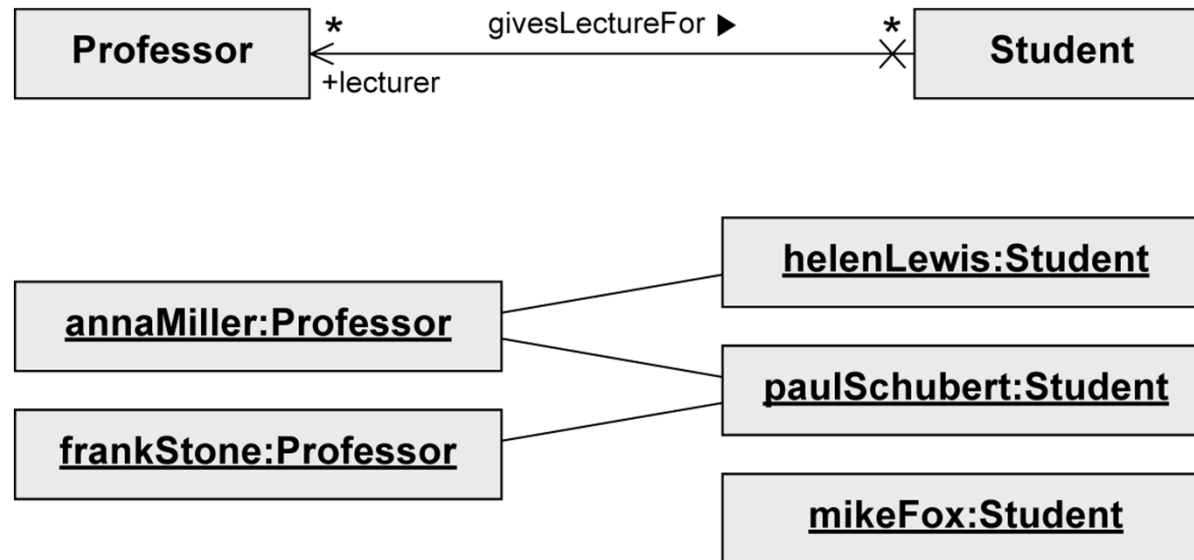 * givesLectureFor ► *
Professor Student
+lecturer
helenLewis:Student
annaMiller:Professor
paulSchubert:Student
frankStone:Professor
mikeFox:Student